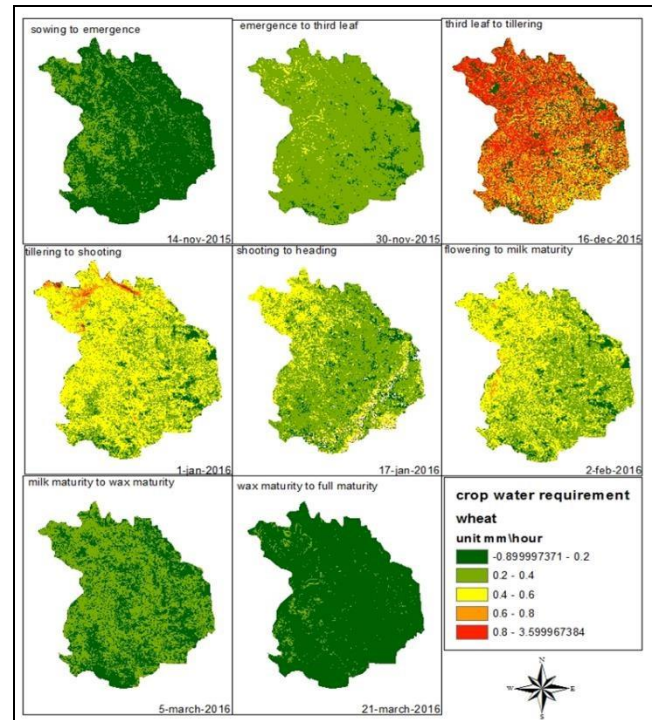 sowing to emergence
14-nov-2015
emergence to third leaf
30-nov-2015
third leaf to tillering
16-dec-2015
tillering to shooting
1-jan-2016
shooting to heading
17-jan-2016
flowering to milk maturity
2-feb-2016
milk maturity to wax maturity
5-march-2016
wax maturity to full maturity
21-march-2016
crop water requirement
wheat
unit mm\hour
-0.899997371 - 0.2
0.2 - 0.4
0.4 - 0.6
0.6 - 0.8
0.8 - 3.599967384
N
W
E
S